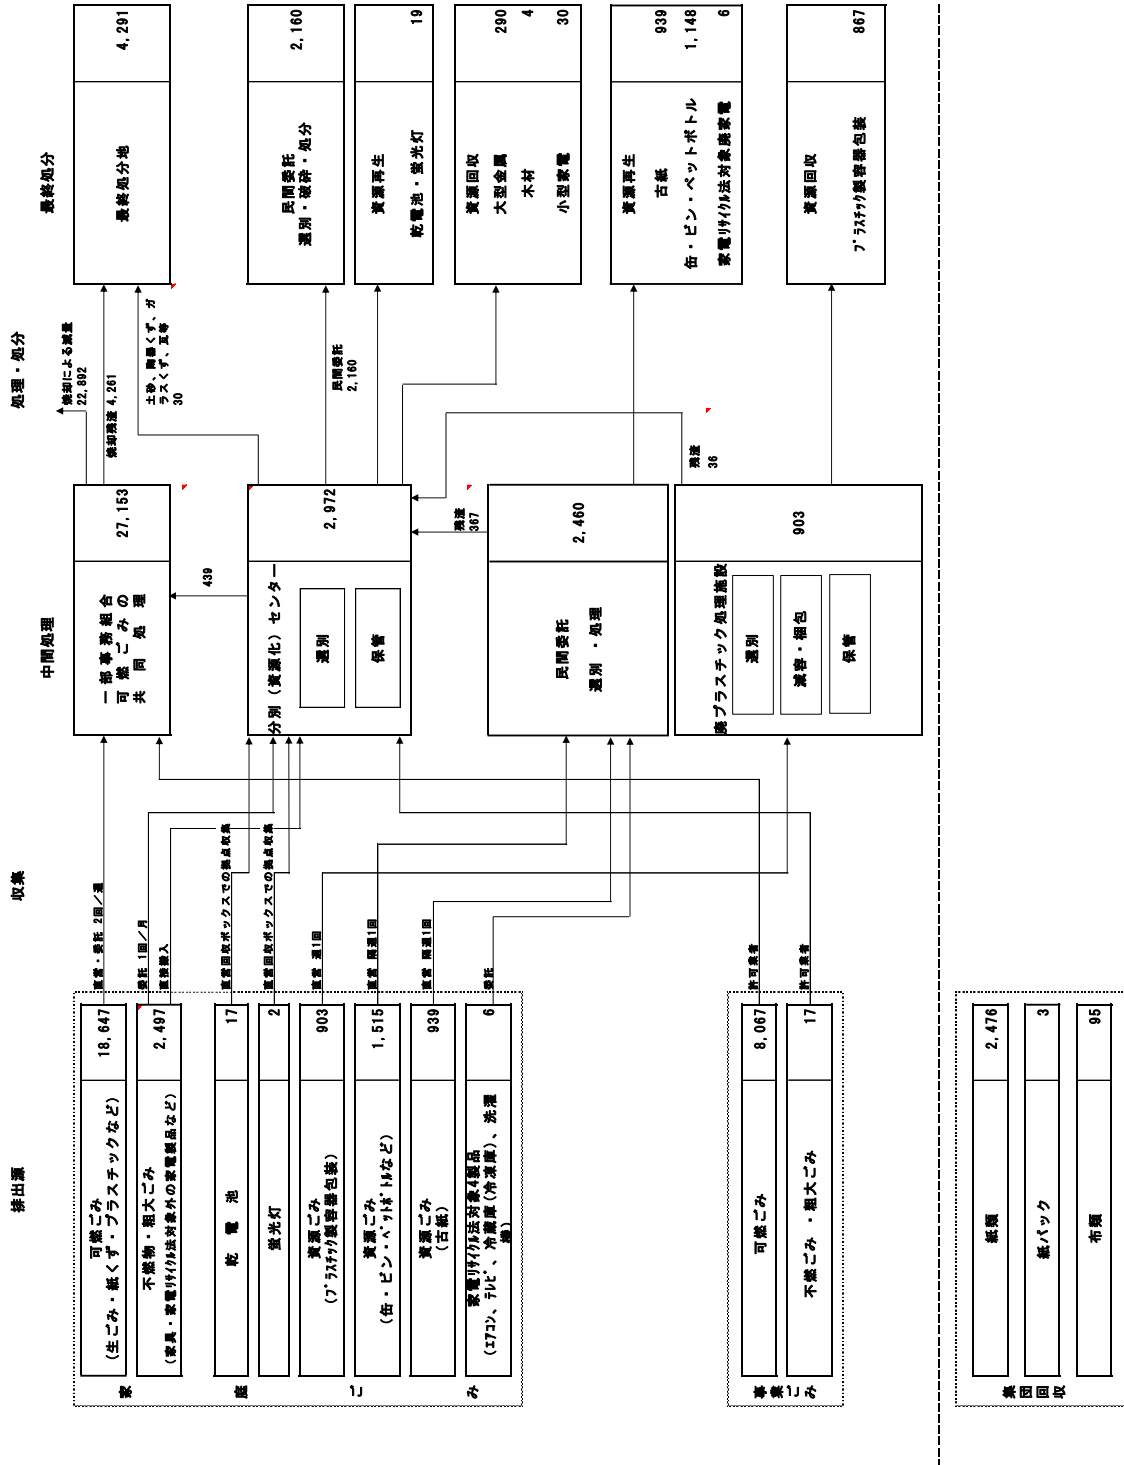 排出源
収集
中間処理
処理・処分
最終処分
家庭ごみ
可燃ごみ
(生ごみ・紙くず・プラスチックなど)
18,647
直営・委託 2回／週
不燃物・粗大ごみ
(家具・家電ﾘｻｲｸﾙ法対象外の家電製品など)
2,497
委託 1回／月
直接搬入
乾 電 池
17
直営回収ボックスでの拠点収集
蛍光灯
2
直営回収ボックスでの拠点収集
資源ごみ
(ﾌﾟﾗｽﾁｯｸ製容器包装)
903
直営 週1回
資源ごみ
(缶・ビン・ﾍﾟｯﾄﾎﾞﾄﾙなど)
1,515
直営 隔週1回
資源ごみ
(古紙)
939
直営 隔週1回
家電ﾘｻｲｸﾙ法対象4製品
(ｴｱｺﾝ、ﾃﾚﾋﾞ、冷蔵庫(冷凍庫)、洗濯
機)
6
委託
事業ごみ
可燃ごみ
8,067
許可業者
不燃ごみ・粗大ごみ
17
許可業者
集団回収
紙類
2,476
紙パック
3
布類
95
一部事務組合
可燃ごみの
共同処理
27,153
439
分別(資源化)センター
選別
保管
2,972
残渣
367
民間委託
選別・処理
2,460
廃プラスチック処理施設
選別
減容・梱包
保管
903
残渣
36
焼却による減量
22,892
焼却残渣 4,261
土砂、陶器くず、ガ
ラスくず、瓦等
30
民間委託
2,160
最終処分地
4,291
民間委託
選別・破砕・処分
2,160
資源再生
乾電池・蛍光灯
19
資源回収
大型金属
290
木材
4
小型家電
30
資源再生
古紙
939
缶・ビン・ペットボトル
1,148
家電ﾘｻｲｸﾙ法対象廃家電
6
資源回収
ﾌﾟﾗｽﾁｯｸ製容器包装
867